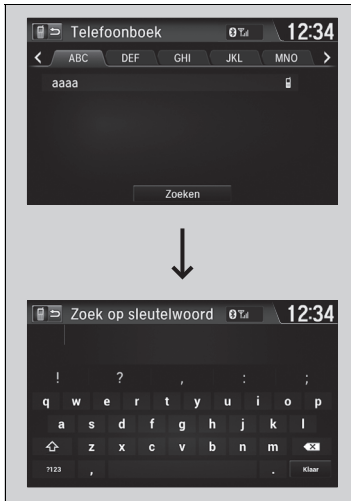 Telefoonboek 12:34
ABC DEF GHI JKL MNO
aaaa
Zoeken
Zoek op sleutelwoord 12:34
! ? , : ;
q w e r t y u i o p
a s d f g h j k l
z x c v b n m
?123 , . Klaar